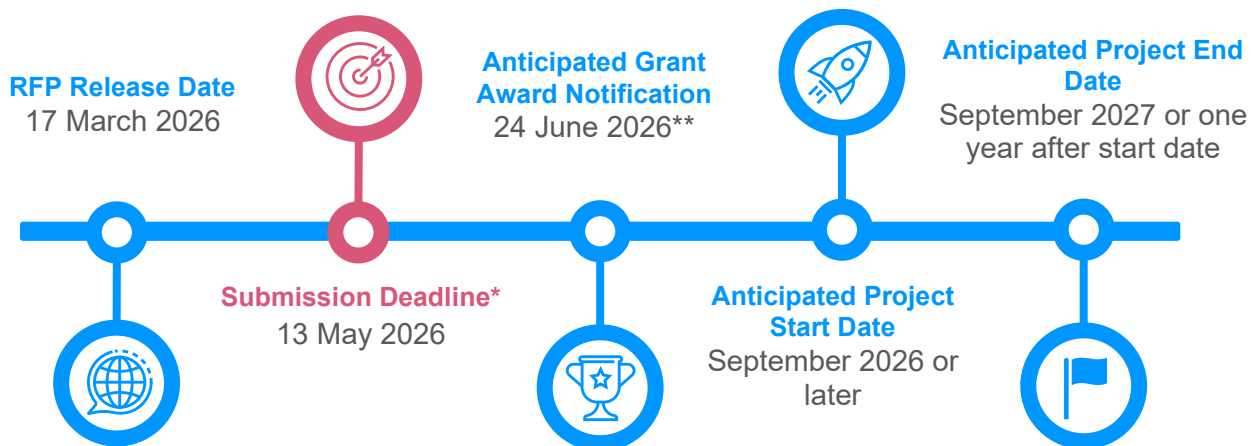 RFP Release Date
17 March 2026
Submission Deadline*
13 May 2026
Anticipated Grant
Award Notification
24 June 2026**
Anticipated Project
Start Date
September 2026 or
later
Anticipated Project End
Date
September 2027 or one
year after start date